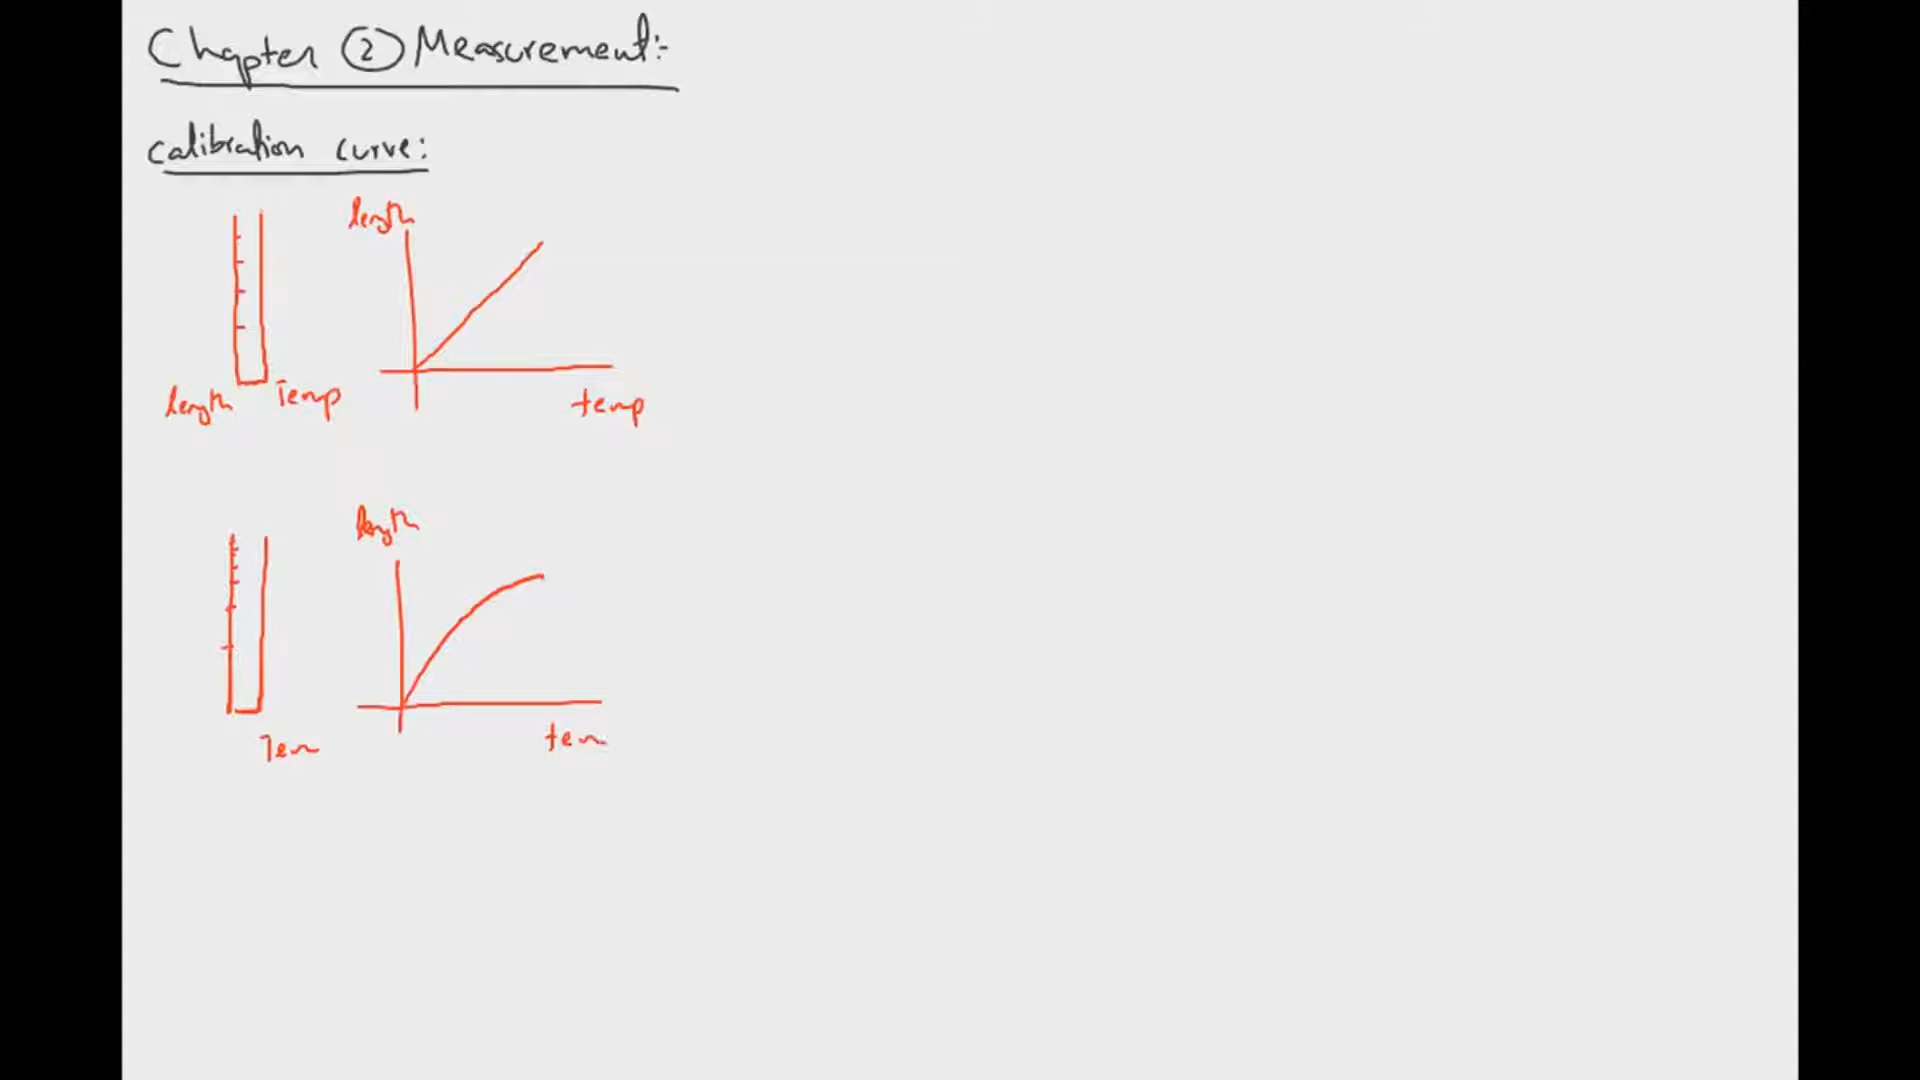 Chapter ② Measurement:-
calibration curve:
length
length Temp
temp
length
Tem
tem